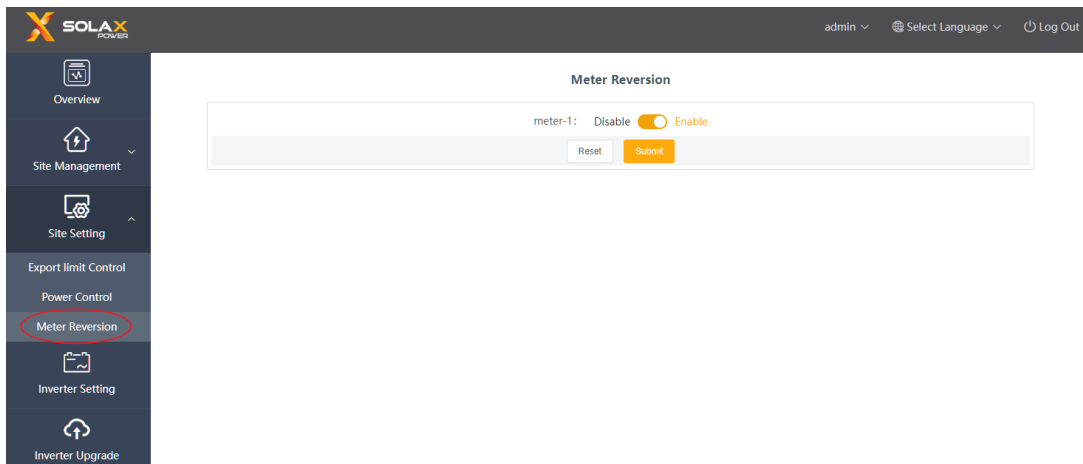 SOLAX
POWER
admin
Select Language
Log Out
Overview
Site Management
Site Setting
Export limit Control
Power Control
Meter Reversion
Inverter Setting
Inverter Upgrade
Meter Reversion
meter-1: Disable Enable
Reset Submit